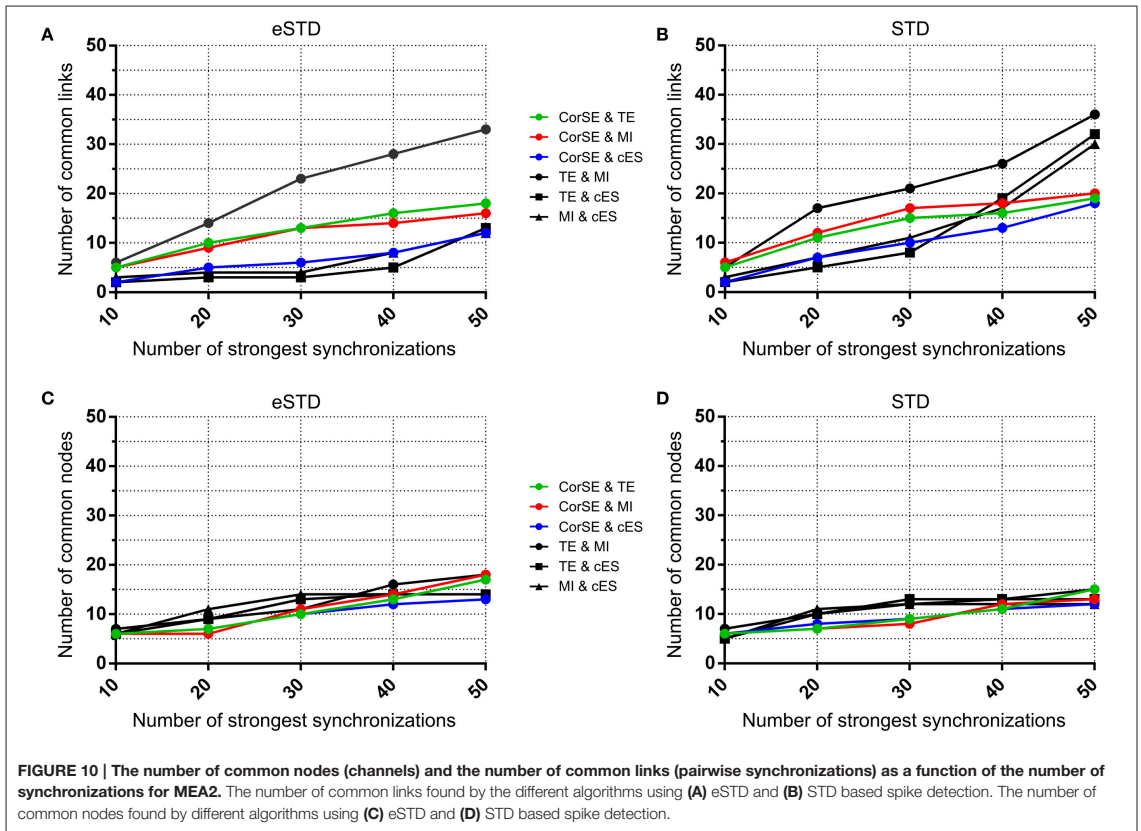 A
eSTD
50
40
30
20
10
0
Number of common links
10
20
30
40
50
Number of strongest synchronizations
CorSE & TE
CorSE & MI
CorSE & cES
TE & MI
TE & cES
MI & cES
B
STD
50
40
30
20
10
0
Number of common links
10
20
30
40
50
Number of strongest synchronizations
C
eSTD
50
40
30
20
10
0
Number of common nodes
10
20
30
40
50
Number of strongest synchronizations
CorSE & TE
CorSE & MI
CorSE & cES
TE & MI
TE & cES
MI & cES
D
STD
50
40
30
20
10
0
Number of common nodes
10
20
30
40
50
Number of strongest synchronizations
FIGURE 10 | The number of common nodes (channels) and the number of common links (pairwise synchronizations) as a function of the number of
synchronizations for MEA2. The number of common links found by the different algorithms using (A) eSTD and (B) STD based spike detection. The number of
common nodes found by different algorithms using (C) eSTD and (D) STD based spike detection.